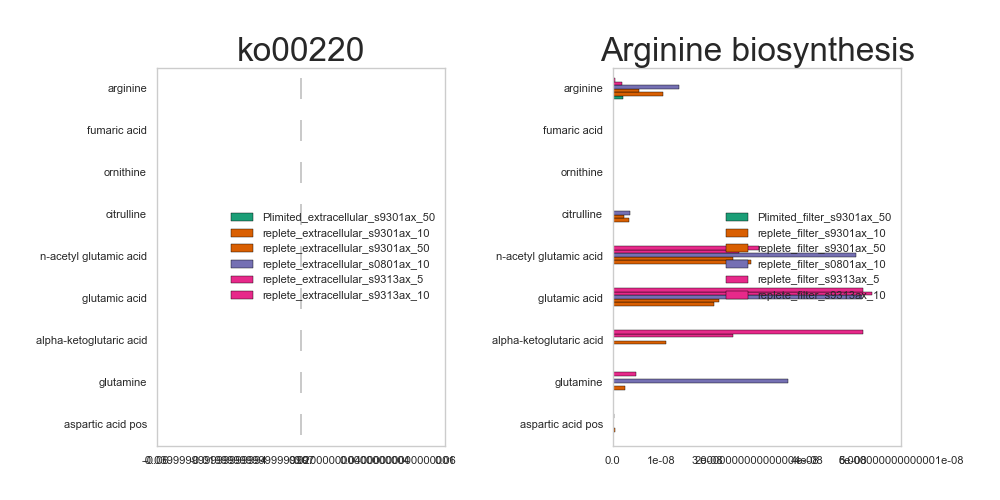 ko00220
Arginine biosynthesis
arginine
fumaric acid
ornithine
citrulline
n-acetyl glutamic acid
glutamic acid
alpha-ketoglutaric acid
glutamine
aspartic acid pos
Plimited_extracellular_s9301ax_50
replete_extracellular_s9301ax_10
replete_extracellular_s9301ax_50
replete_extracellular_s0801ax_10
replete_extracellular_s9313ax_5
replete_extracellular_s9313ax_10
arginine
fumaric acid
ornithine
citrulline
n-acetyl glutamic acid
glutamic acid
alpha-ketoglutaric acid
glutamine
aspartic acid pos
Plimited_filter_s9301ax_50
replete_filter_s9301ax_10
replete_filter_s9301ax_50
replete_filter_s0801ax_10
replete_filter_s9313ax_5
replete_filter_s9313ax_10
0.0 1e-08